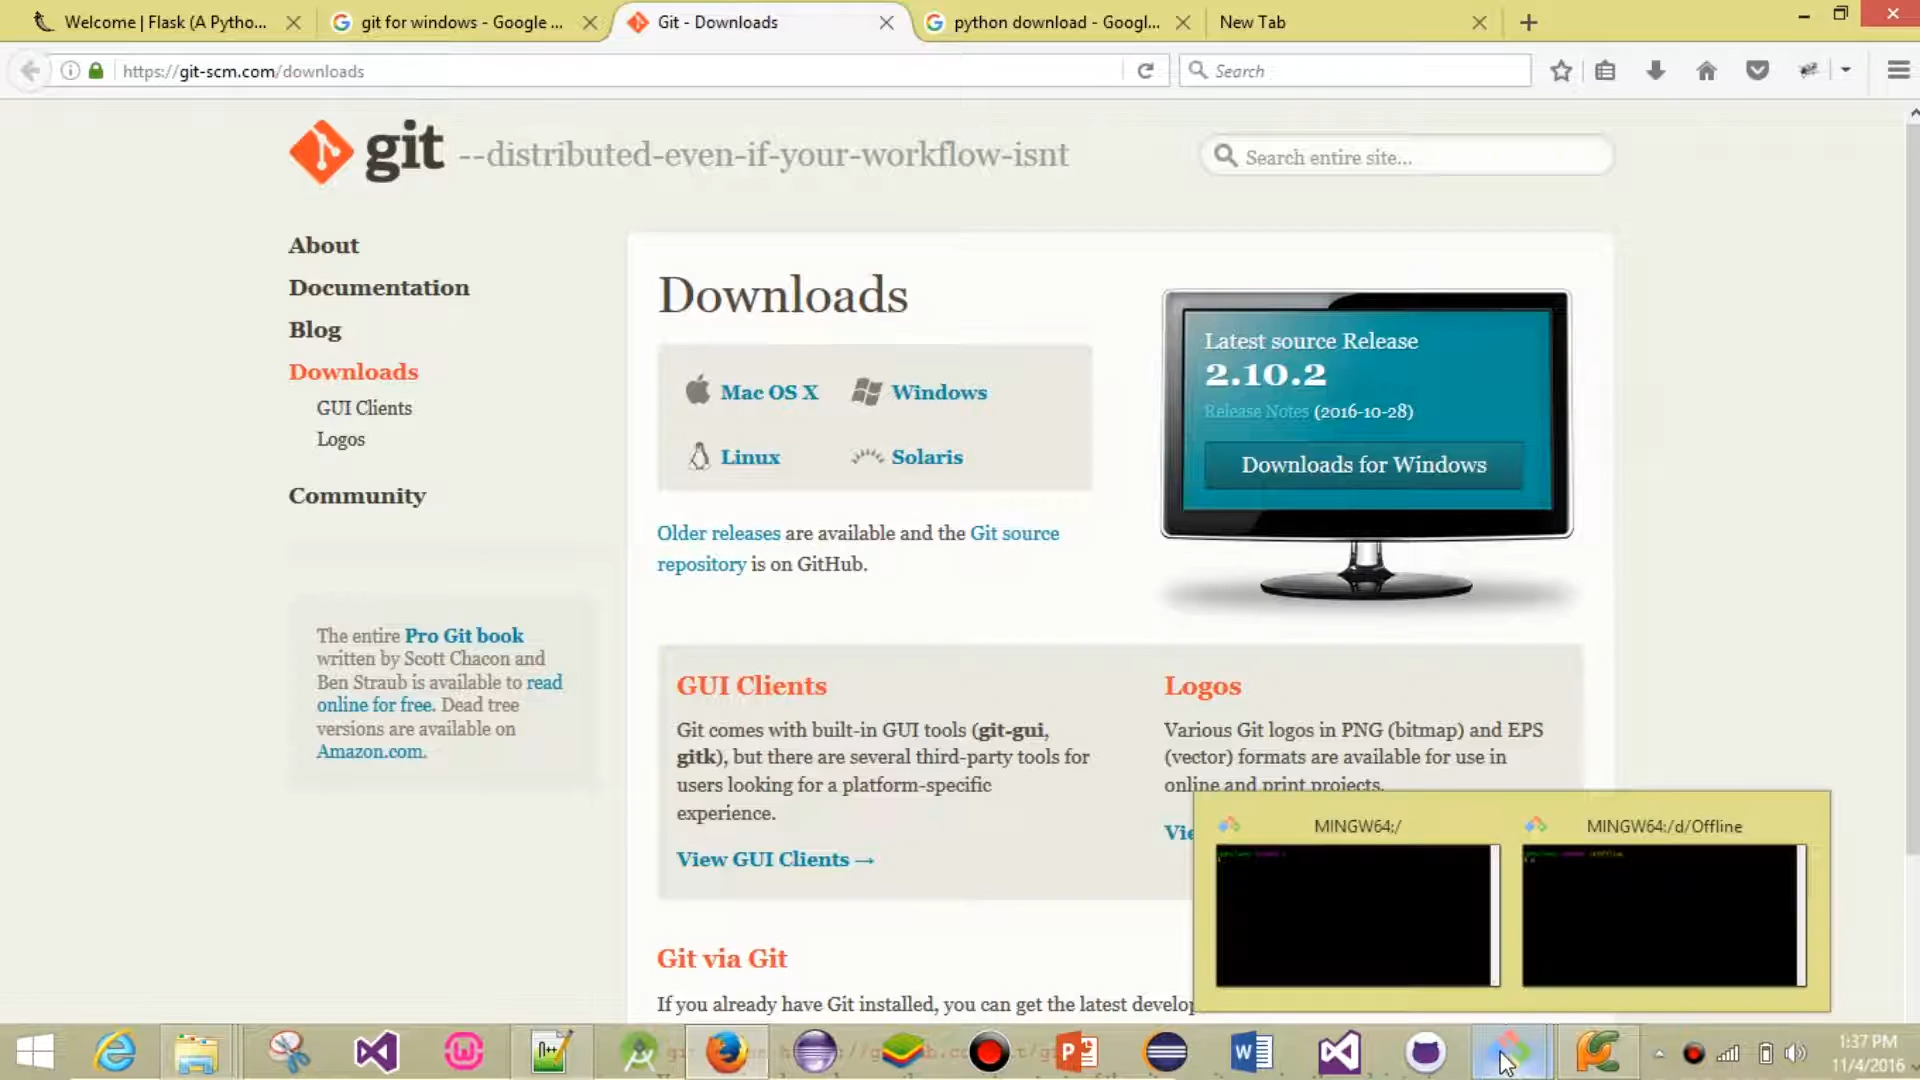 Welcome | Flask (A Pytho...
git for windows - Google ...
Git - Downloads
python download - Googl...
New Tab
https://git-scm.com/downloads
Search
git --distributed-even-if-your-workflow-isnt
Search entire site...
About
Documentation
Blog
Downloads
GUI Clients
Logos
Community
The entire Pro Git book
written by Scott Chacon and
Ben Straub is available to read
online for free. Dead tree
versions are available on
Amazon.com.
Downloads
Mac OS X
Windows
Linux
Solaris
Older releases are available and the Git source
repository is on GitHub.
Latest source Release
2.10.2
Release Notes (2016-10-28)
Downloads for Windows
GUI Clients
Git comes with built-in GUI tools (git-gui,
gitk), but there are several third-party tools for
users looking for a platform-specific
experience.
View GUI Clients →
Logos
Various Git logos in PNG (bitmap) and EPS
(vector) formats are available for use in
online and print projects.
Git via Git
If you already have Git installed, you can get the latest
MINGW64:/
MINGW64:/d/Offline
1:37 PM
11/4/2016